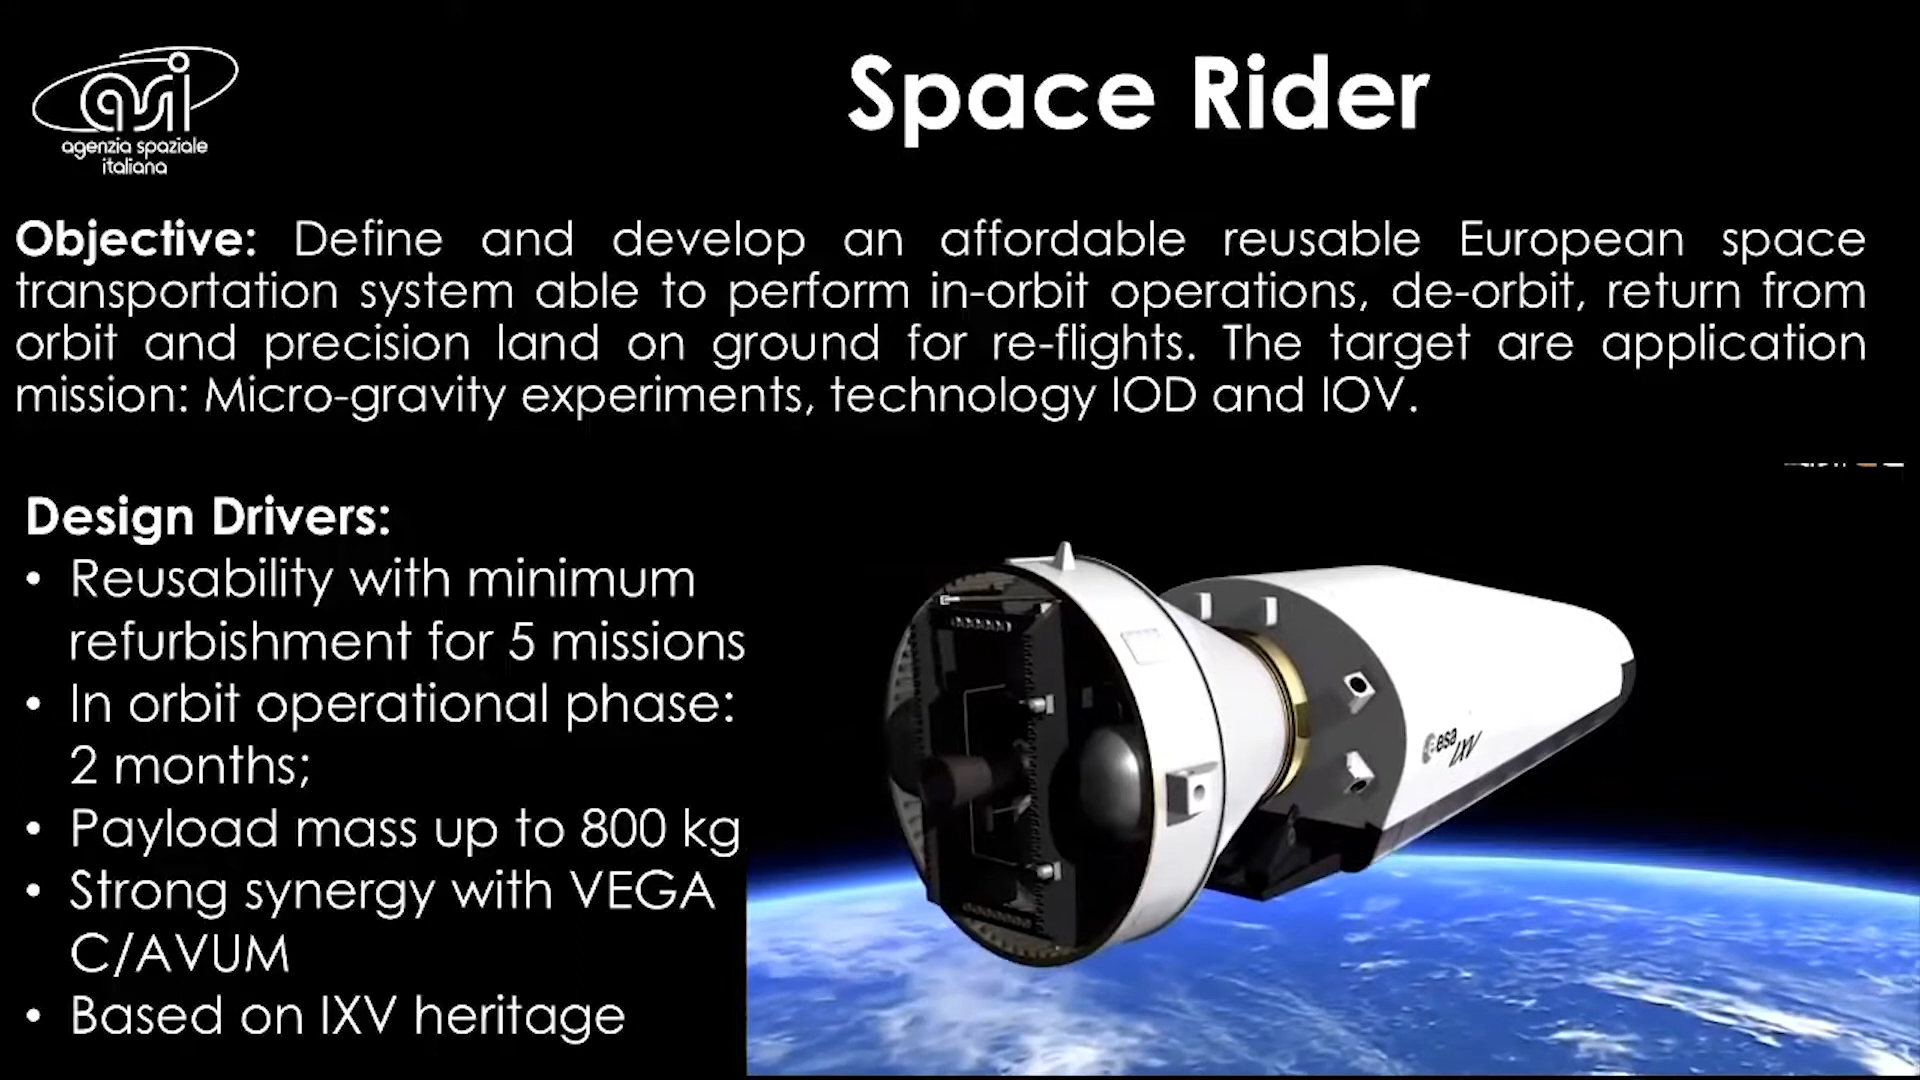 asi
agenzia spaziale
italiana
Space Rider
Objective: Define and develop an affordable reusable European space
transportation system able to perform in-orbit operations, de-orbit, return from
orbit and precision land on ground for re-flights. The target are application
mission: Micro-gravity experiments, technology IOD and IOV.
Design Drivers:
• Reusability with minimum
refurbishment for 5 missions
• In orbit operational phase:
2 months;
• Payload mass up to 800 kg
• Strong synergy with VEGA
C/AVUM
• Based on IXV heritage
esa
IXV